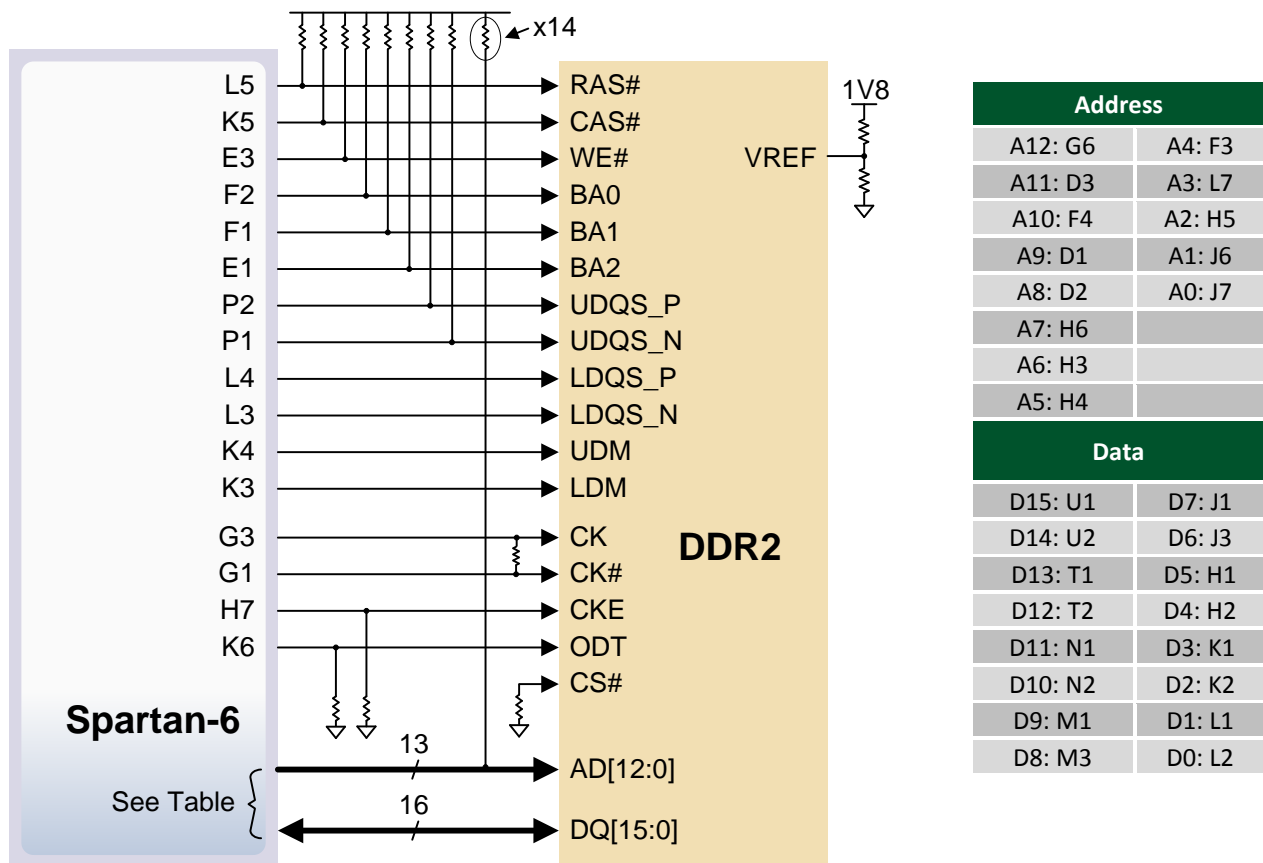 x14
L5 RAS#
K5 CAS#
E3 WE#
F2 BA0
F1 BA1
E1 BA2
P2 UDQS_P
P1 UDQS_N
L4 LDQS_P
L3 LDQS_N
K4 UDM
K3 LDM
G3 CK
G1 CK#
H7 CKE
K6 ODT
CS#
1V8
VREF
DDR2
Spartan-6
13
AD[12:0]
See Table
16
DQ[15:0]
Address
A12: G6 A4: F3
A11: D3 A3: L7
A10: F4 A2: H5
A9: D1 A1: J6
A8: D2 A0: J7
A7: H6
A6: H3
A5: H4
Data
D15: U1 D7: J1
D14: U2 D6: J3
D13: T1 D5: H1
D12: T2 D4: H2
D11: N1 D3: K1
D10: N2 D2: K2
D9: M1 D1: L1
D8: M3 D0: L2